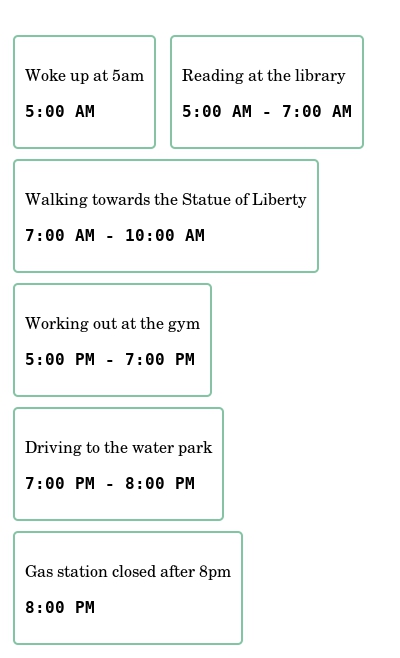 Woke up at 5am
5:00 AM
Reading at the library
5:00 AM - 7:00 AM
Walking towards the Statue of Liberty
7:00 AM - 10:00 AM
Working out at the gym
5:00 PM - 7:00 PM
Driving to the water park
7:00 PM - 8:00 PM
Gas station closed after 8pm
8:00 PM